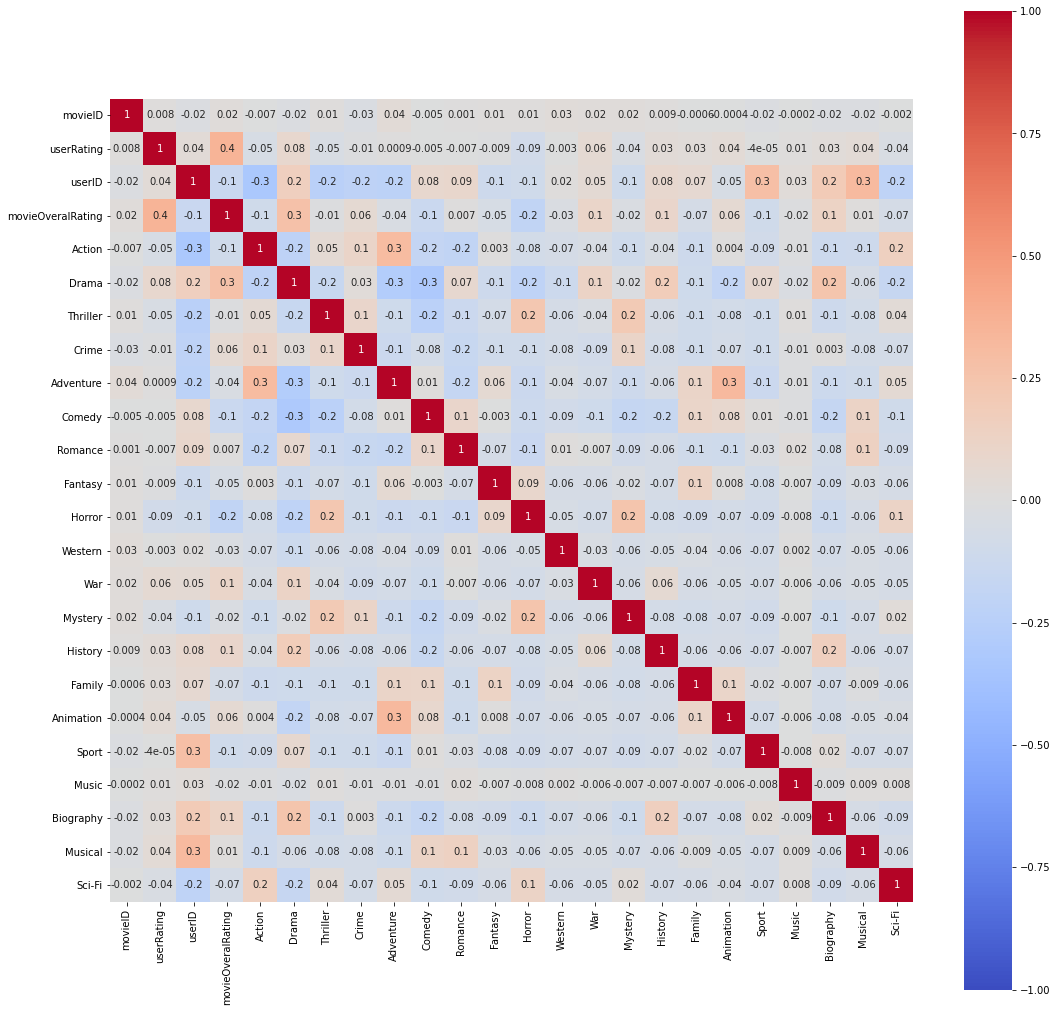 1.00
movieID 1 0.008 -0.02 0.02 -0.007 -0.02 0.01 -0.03 0.04 -0.005 0.001 0.01 0.01 0.03 0.02 0.02 0.009 -0.0006 -0.0004 -0.02 -0.0002 -0.02 -0.02 -0.002
userRating 0.008 1 0.04 0.4 -0.05 0.08 -0.05 -0.01 0.0009 -0.005 -0.007 -0.009 -0.09 -0.003 0.06 -0.04 0.03 0.03 0.04 -4e-05 0.01 0.03 0.04 -0.04
0.75
userID -0.02 0.04 1 -0.1 -0.3 0.2 -0.2 -0.2 -0.2 0.08 0.09 -0.1 -0.1 0.02 0.05 -0.1 0.08 0.07 -0.05 0.3 0.03 0.2 0.3 -0.2
movieOveralRating 0.02 0.4 -0.1 1 -0.1 0.3 -0.01 0.06 -0.04 -0.1 0.007 -0.05 -0.2 -0.03 0.1 -0.02 0.1 -0.07 0.06 -0.1 -0.02 0.1 0.01 -0.07
0.50
Action -0.007 -0.05 -0.3 -0.1 1 -0.2 0.05 0.1 0.3 -0.2 -0.2 0.003 -0.08 -0.07 -0.04 -0.1 -0.04 -0.1 0.004 -0.09 -0.01 -0.1 -0.1 0.2
Drama -0.02 0.08 0.2 0.3 -0.2 1 -0.2 0.03 -0.3 -0.3 0.07 -0.1 -0.2 -0.1 0.1 -0.02 0.2 -0.1 -0.2 0.07 -0.02 0.2 -0.06 -0.2
Thriller 0.01 -0.05 -0.2 -0.01 0.05 -0.2 1 0.1 -0.1 -0.2 -0.1 -0.07 0.2 -0.06 -0.04 0.2 -0.06 -0.1 -0.08 -0.1 0.01 -0.1 -0.08 0.04
Crime -0.03 -0.01 -0.2 0.06 0.1 0.03 0.1 1 -0.1 -0.08 -0.2 -0.1 -0.1 -0.08 -0.09 0.1 -0.08 -0.1 -0.07 -0.1 -0.01 0.003 -0.08 -0.07
0.25
Adventure 0.04 0.0009 -0.2 -0.04 0.3 -0.3 -0.1 -0.1 1 0.01 -0.2 0.06 -0.1 -0.04 -0.07 -0.1 -0.06 0.1 0.3 -0.1 -0.01 -0.1 -0.1 0.05
Comedy -0.005 -0.005 0.08 -0.1 -0.2 -0.3 -0.2 -0.08 0.01 1 0.1 -0.003 -0.1 -0.09 -0.1 -0.2 -0.2 0.1 0.08 0.01 -0.01 -0.2 0.1 -0.1
Romance 0.001 -0.007 0.09 0.007 -0.2 0.07 -0.1 -0.2 -0.2 0.1 1 -0.07 -0.1 0.01 -0.007 -0.09 -0.06 -0.1 -0.1 -0.03 0.02 -0.08 0.1 -0.09
Fantasy 0.01 -0.009 -0.1 -0.05 0.003 -0.1 -0.07 -0.1 0.06 -0.003 -0.07 1 0.09 -0.06 -0.06 -0.02 -0.07 0.1 0.008 -0.08 -0.007 -0.09 -0.03 -0.06
0.00
Horror 0.01 -0.09 -0.1 -0.2 -0.08 -0.2 0.2 -0.1 -0.1 -0.1 -0.1 0.09 1 -0.05 -0.07 0.2 -0.08 -0.09 -0.07 -0.09 -0.008 -0.1 -0.06 0.1
Western 0.03 -0.003 0.02 -0.03 -0.07 -0.1 -0.06 -0.08 -0.04 -0.09 0.01 -0.06 -0.05 1 -0.03 -0.06 -0.05 -0.04 -0.06 -0.07 0.002 -0.07 -0.05 -0.06
War 0.02 0.06 0.05 0.1 -0.04 0.1 -0.04 -0.09 -0.07 -0.1 -0.007 -0.06 -0.07 -0.03 1 -0.06 0.06 -0.06 -0.05 -0.07 -0.006 -0.06 -0.05 -0.05
Mystery 0.02 -0.04 -0.1 -0.02 -0.1 -0.02 0.2 0.1 -0.1 -0.2 -0.09 -0.02 0.2 -0.06 -0.06 1 -0.08 -0.08 -0.07 -0.09 -0.01 -0.1 -0.07 0.02
−0.25
History 0.009 0.03 0.08 0.1 -0.04 0.2 -0.06 -0.08 -0.06 -0.2 -0.06 -0.07 -0.08 -0.05 0.06 -0.08 1 -0.06 -0.06 -0.07 -0.007 0.2 -0.06 -0.07
Family -0.0006 0.03 0.07 -0.07 -0.1 -0.1 -0.1 -0.1 0.1 0.1 -0.1 0.1 -0.09 -0.04 -0.06 -0.08 -0.06 1 0.1 -0.02 -0.007 -0.07 -0.009 -0.06
Animation -0.0004 0.04 -0.05 0.06 0.004 -0.2 -0.08 -0.07 0.3 0.08 -0.1 0.008 -0.07 -0.06 -0.05 -0.07 -0.06 0.1 1 -0.07 -0.006 -0.08 -0.05 -0.04
−0.50
Sport -0.02 -4e-05 0.3 -0.1 -0.09 0.07 -0.1 -0.1 -0.1 0.01 -0.03 -0.08 -0.09 -0.07 -0.07 -0.09 -0.07 -0.02 -0.07 1 -0.008 0.02 -0.07 -0.07
Music -0.0002 0.01 0.03 -0.02 -0.01 -0.02 0.01 -0.01 -0.01 -0.01 0.02 -0.007 -0.008 0.002 -0.006 -0.01 -0.007 -0.007 -0.006 -0.008 1 -0.009 0.009 0.008
Biography -0.02 0.03 0.2 0.1 -0.1 0.2 -0.1 0.003 -0.1 -0.2 -0.08 -0.09 -0.1 -0.07 -0.06 -0.1 0.2 -0.07 -0.08 0.02 -0.009 1 -0.06 -0.09
Musical -0.02 0.04 0.3 0.01 -0.1 -0.06 -0.08 -0.08 -0.1 0.1 0.1 -0.03 -0.06 -0.05 -0.05 -0.07 -0.06 -0.009 -0.05 -0.07 0.009 -0.06 1 -0.06
−0.75
Sci-Fi -0.002 -0.04 -0.2 -0.07 0.2 -0.2 0.04 -0.07 0.05 -0.1 -0.09 -0.06 0.1 -0.06 -0.05 0.02 -0.07 -0.06 -0.04 -0.07 0.008 -0.09 -0.06 1
movieID userRating userID movieOveralRating Action Drama Thriller Crime Adventure Comedy Romance Fantasy Horror Western War Mystery History Family Animation Sport Music Biography Musical Sci-Fi
−1.00